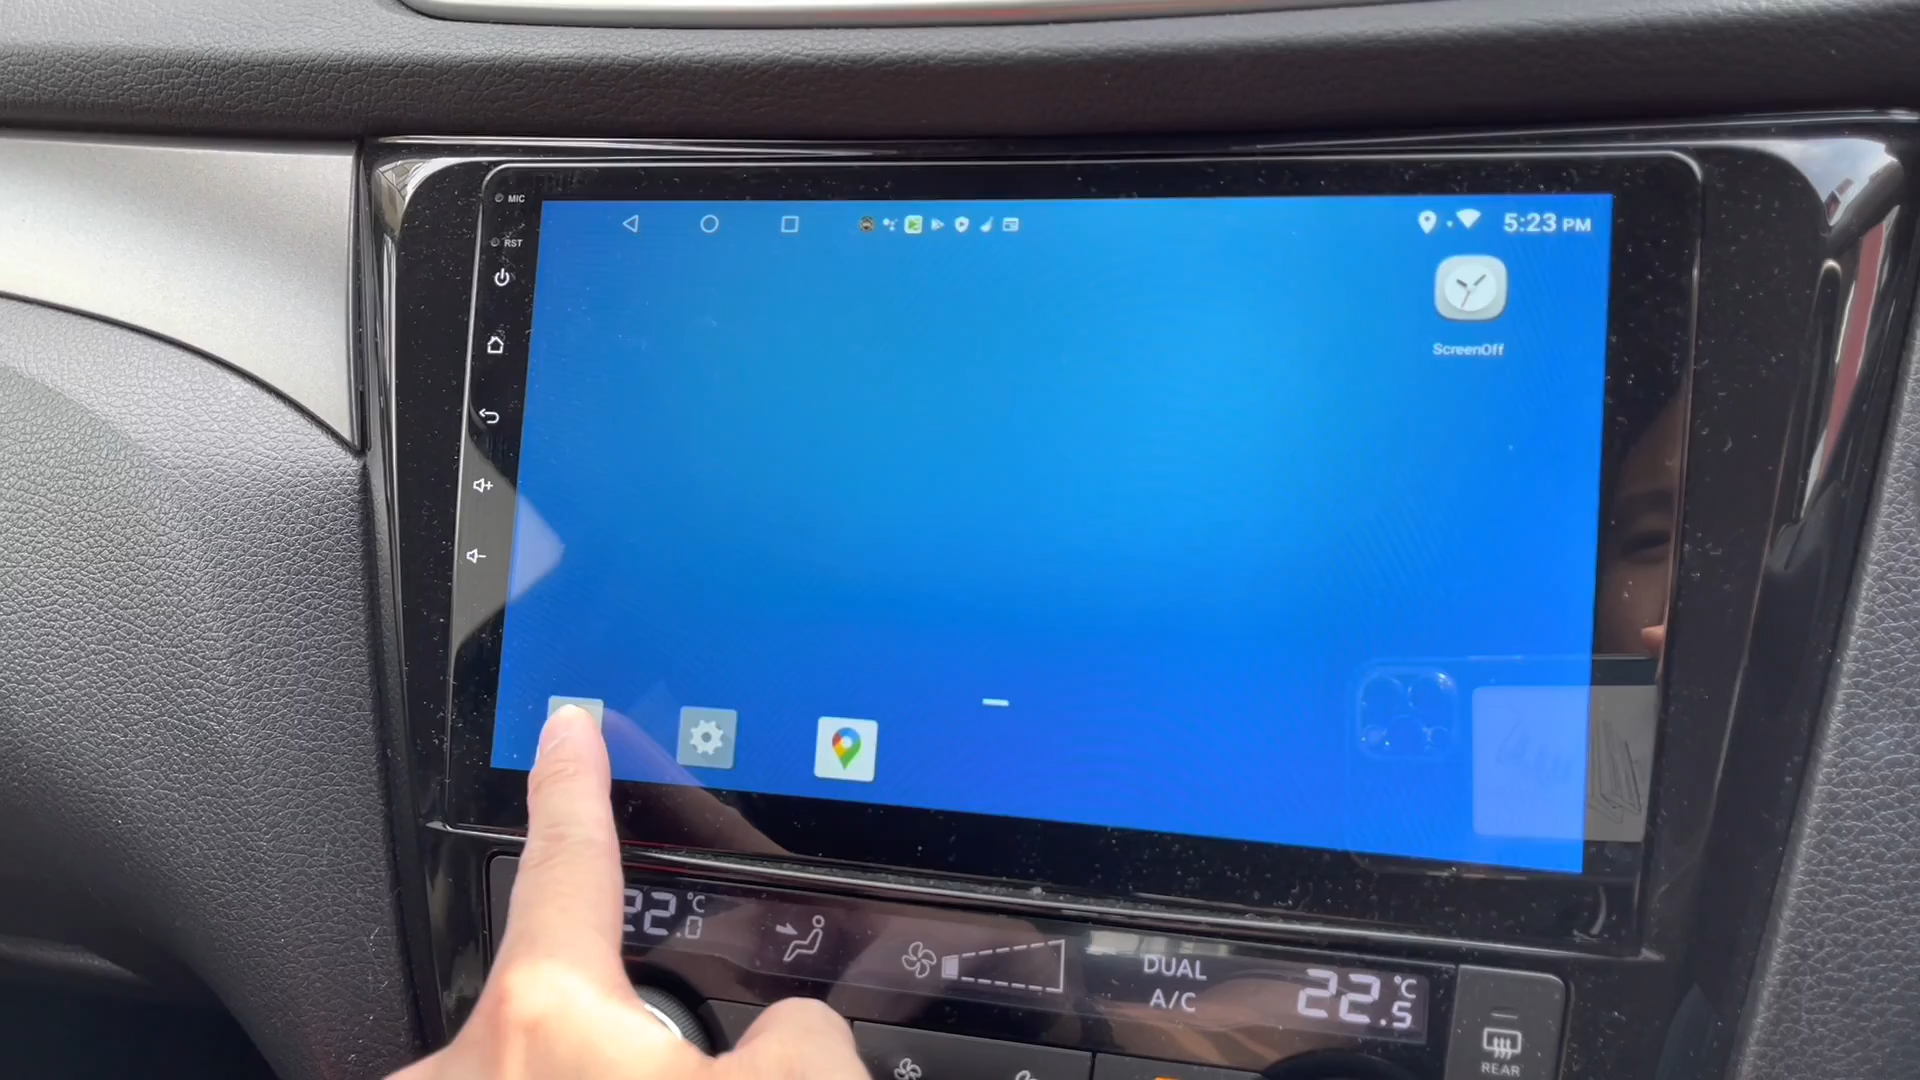 MIC
RST
5:23 PM
ScreenOff
22.0 °C
DUAL
A/C
22.5 °C
REAR